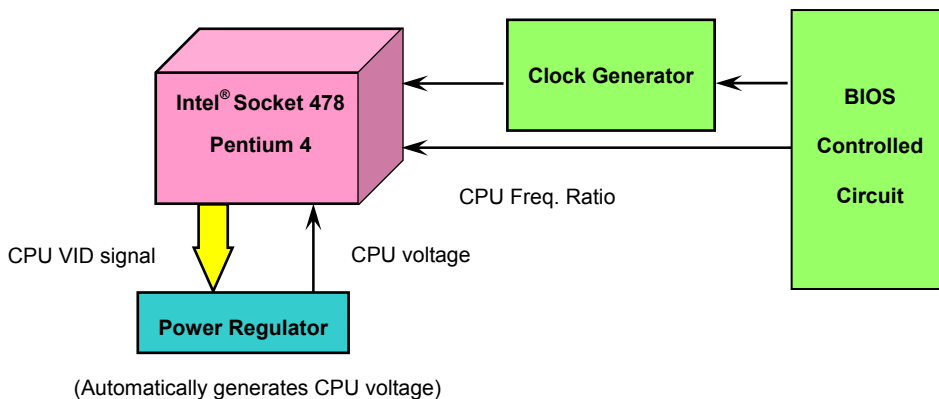 Intel® Socket 478
Pentium 4
Clock Generator
BIOS
Controlled
Circuit
CPU Freq. Ratio
CPU VID signal
CPU voltage
Power Regulator
(Automatically generates CPU voltage)